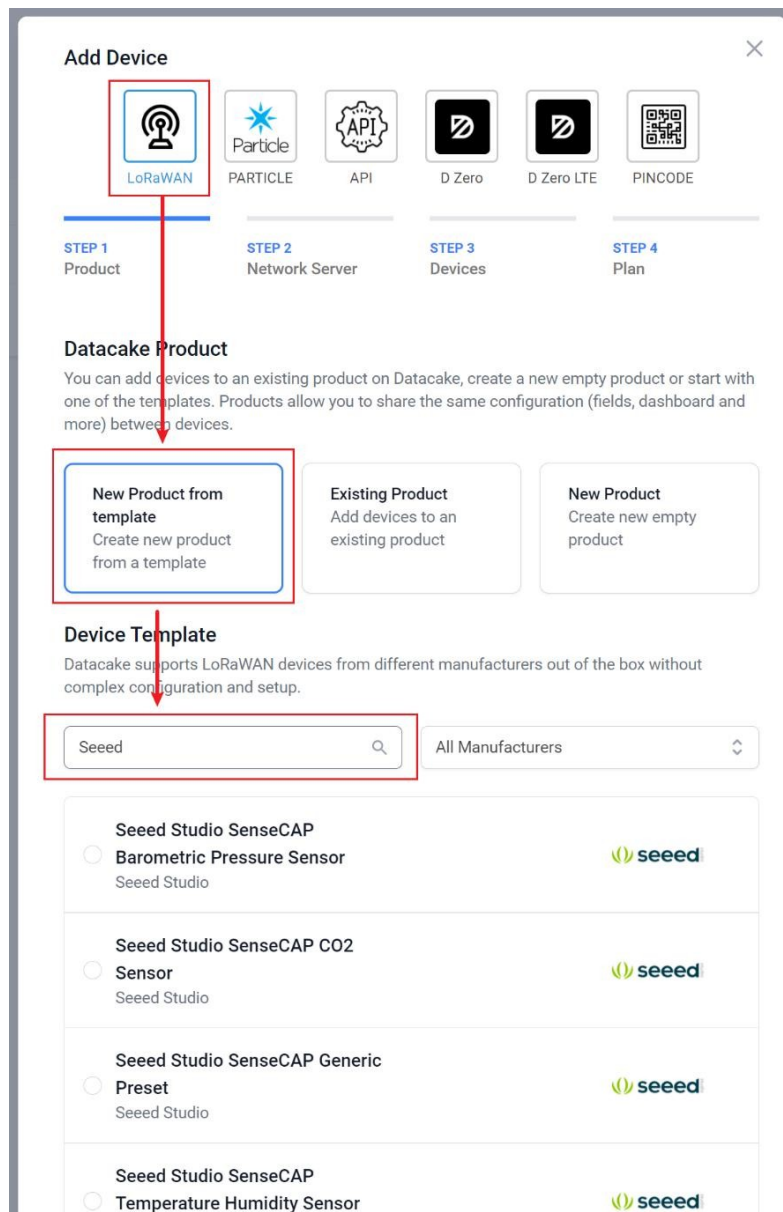 Add Device
API
Particle
LoRaWAN PARTICLE API D Zero D Zero LTE PINCODE
STEP 1 STEP 2 STEP 3 STEP 4
Product Network Server Devices Plan
Datacake Product
You can add devices to an existing product on Datacake, create a new empty product or start with
one of the templates. Products allow you to share the same configuration (fields, dashboard and
more) between devices.
New Product from
template
Create new product
from a template
Existing Product
Add devices to an
existing product
New Product
Create new empty
product
Device Template
Datacake supports LoRaWAN devices from different manufacturers out of the box without
complex configuration and setup.
Seeed All Manufacturers
Seeed Studio SenseCAP
Barometric Pressure Sensor
Seeed Studio
seeed
Seeed Studio SenseCAP CO2
Sensor
Seeed Studio
seeed
Seeed Studio SenseCAP Generic
Preset
Seeed Studio
seeed
Seeed Studio SenseCAP
Temperature Humidity Sensor
seeed